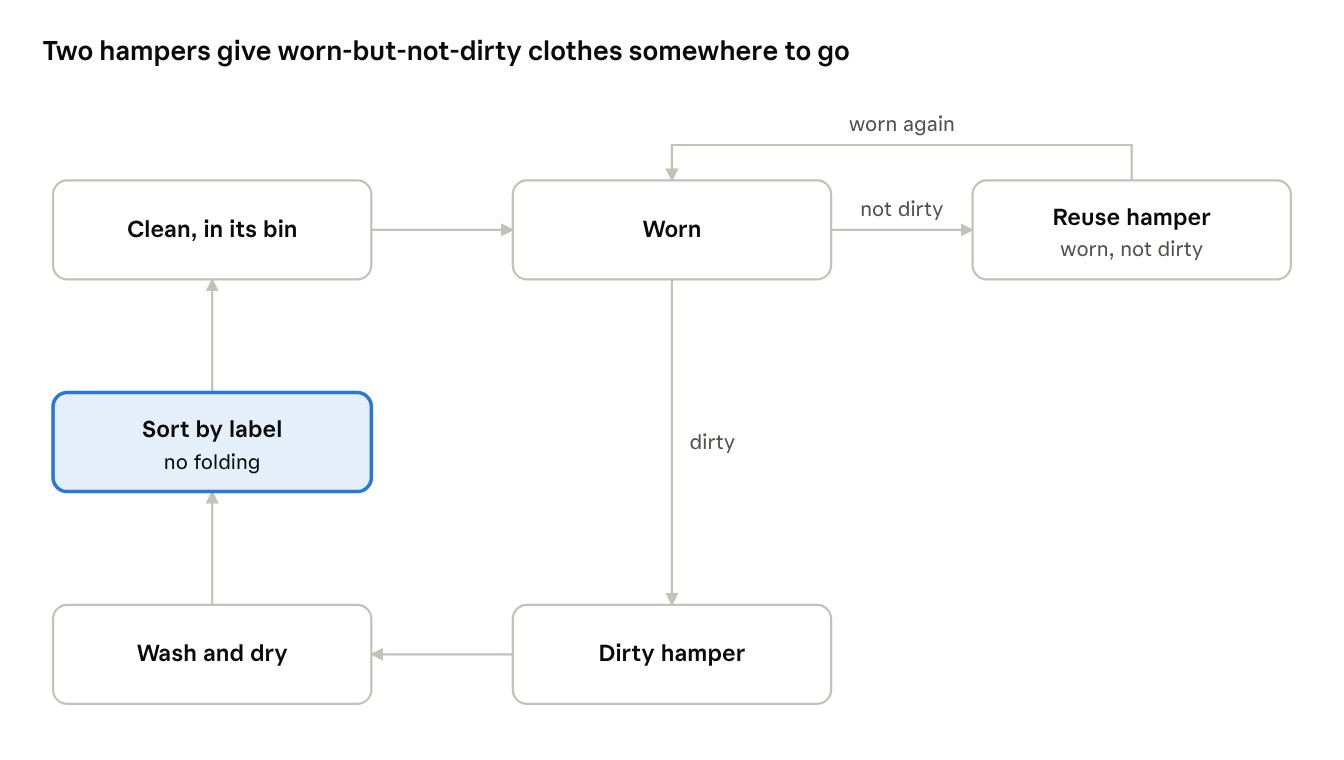 Two hampers give worn-but-not-dirty clothes somewhere to go
worn again
Clean, in its bin
Worn
not dirty
Reuse hamper
worn, not dirty
Sort by label
no folding
dirty
Wash and dry
Dirty hamper